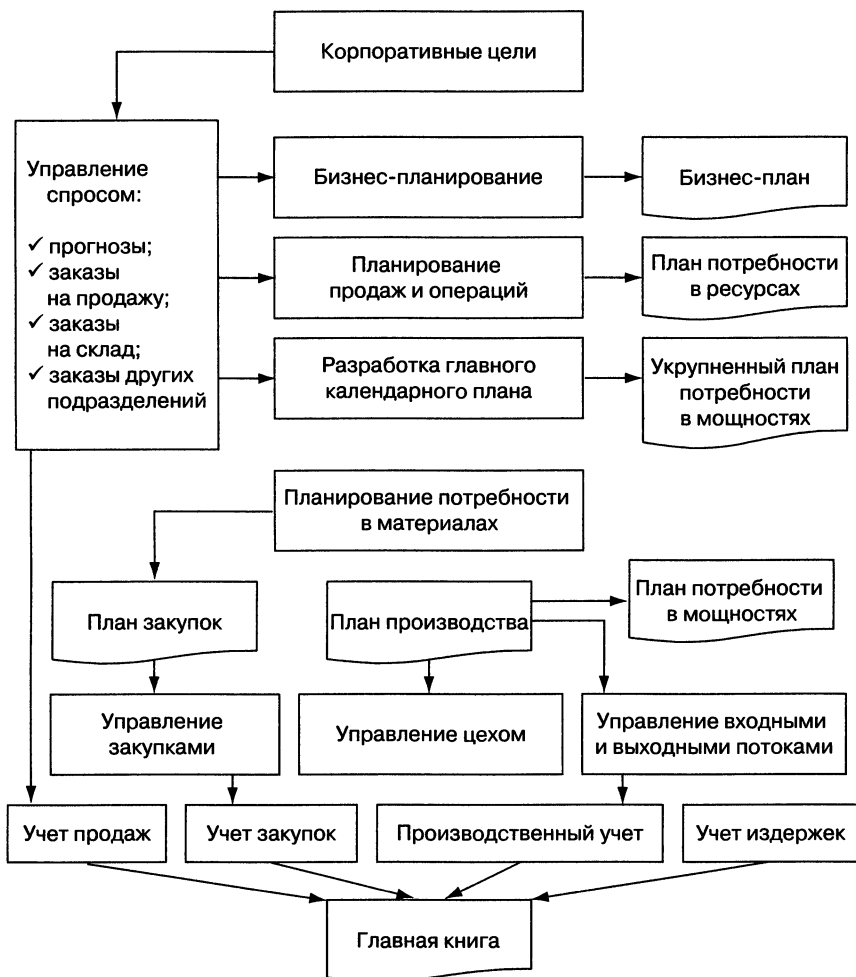 Корпоративные цели
Управление
спросом:
✓ прогнозы;
✓ заказы
на продажу;
✓ заказы
на склад;
✓ заказы других
подразделений
Бизнес-планирование
Бизнес-план
Планирование
продаж и операций
План потребности
в ресурсах
Разработка главного
календарного плана
Укрупненный план
потребности
в мощностях
Планирование потребности
в материалах
План закупок
План производства
План потребности
в мощностях
Управление
закупками
Управление цехом
Управление входными
и выходными потоками
Учет продаж
Учет закупок
Производственный учет
Учет издержек
Главная книга